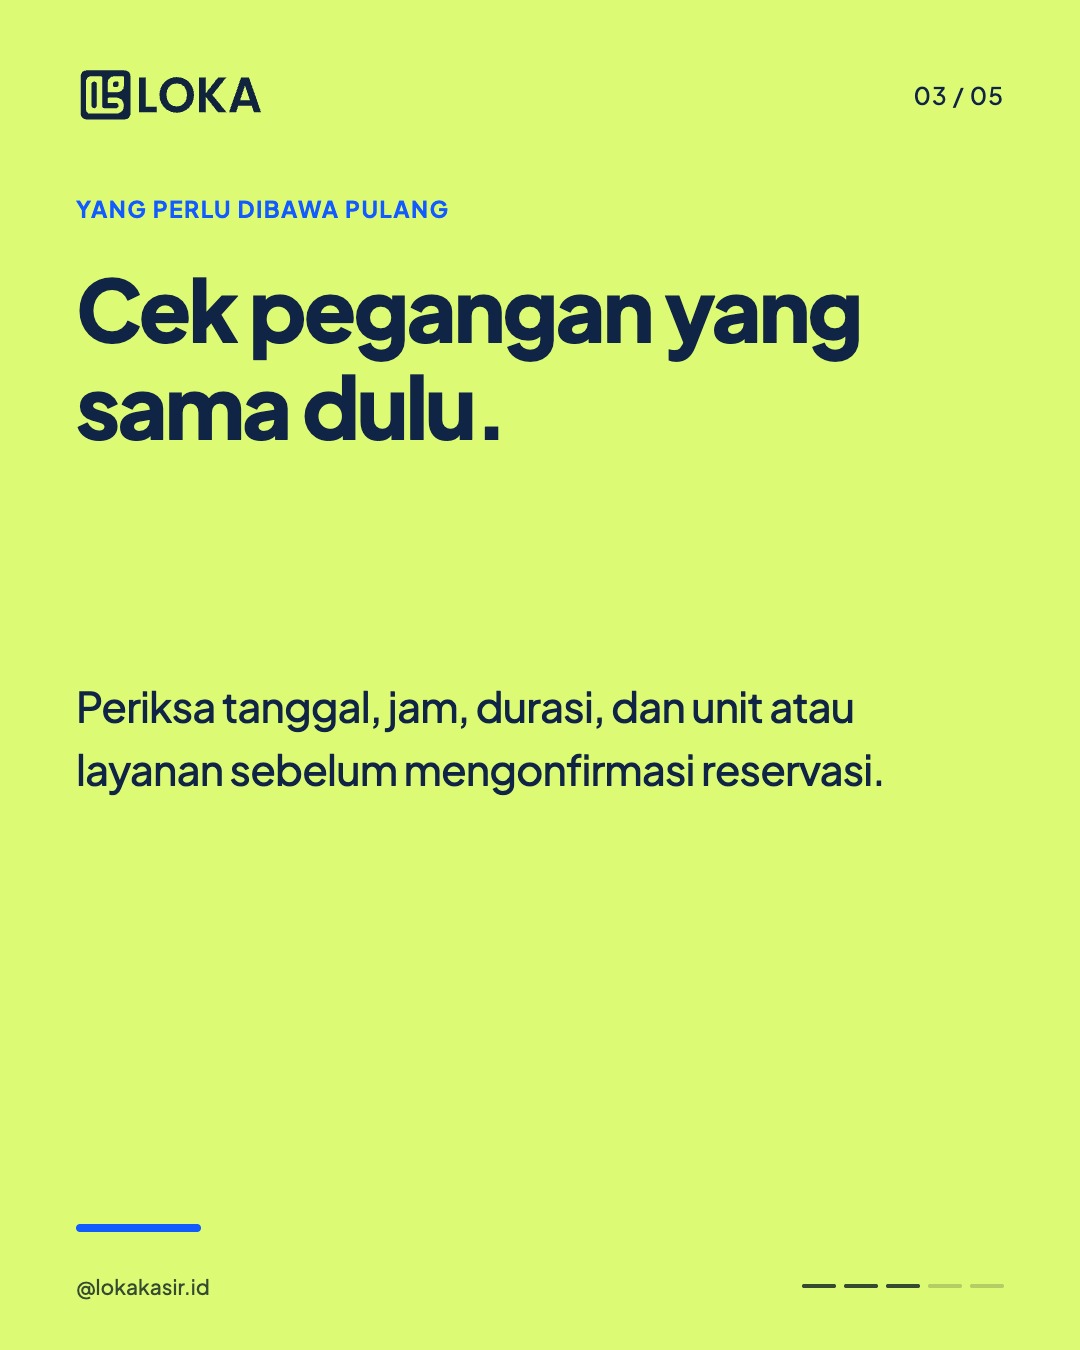 LOKA
03 / 05
YANG PERLU DIBAWA PULANG
Cek pegangan yang
sama dulu.
Periksa tanggal, jam, durasi, dan unit atau
layanan sebelum mengonfirmasi reservasi.
@lokakasir.id